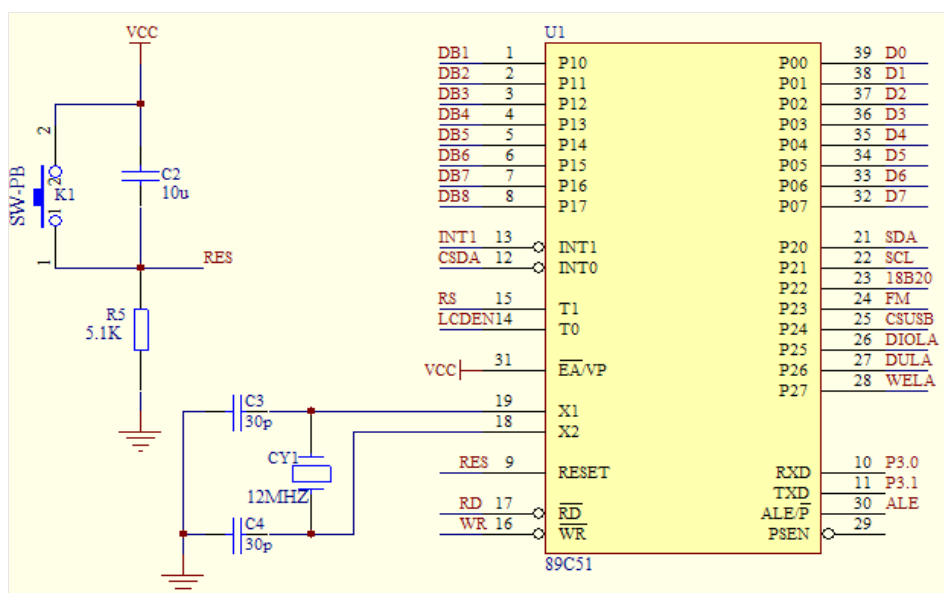 VCC
2
SW-PB
2
K1
1
1
C2
10u
RES
R5
5.1K
C3
30p
CY1
12MHZ
C4
30p
U1
DB1 1 P10
DB2 2 P11
DB3 3 P12
DB4 4 P13
DB5 5 P14
DB6 6 P15
DB7 7 P16
DB8 8 P17
INT1 13 INT1
CSDA 12 INT0
RS 15 T1
LCDEN 14 T0
VCC 31 EA/VP
19 X1
18 X2
RES 9 RESET
RD 17 RD
WR 16 WR
P00 39 D0
P01 38 D1
P02 37 D2
P03 36 D3
P04 35 D4
P05 34 D5
P06 33 D6
P07 32 D7
P20 21 SDA
P21 22 SCL
P22 23 18B20
P23 24 FM
P24 25 CSUSB
P25 26 DIOLA
P26 27 DULA
P27 28 WELA
RXD 10 P3.0
TXD 11 P3.1
ALE/P 30 ALE
PSEN 29
89C51